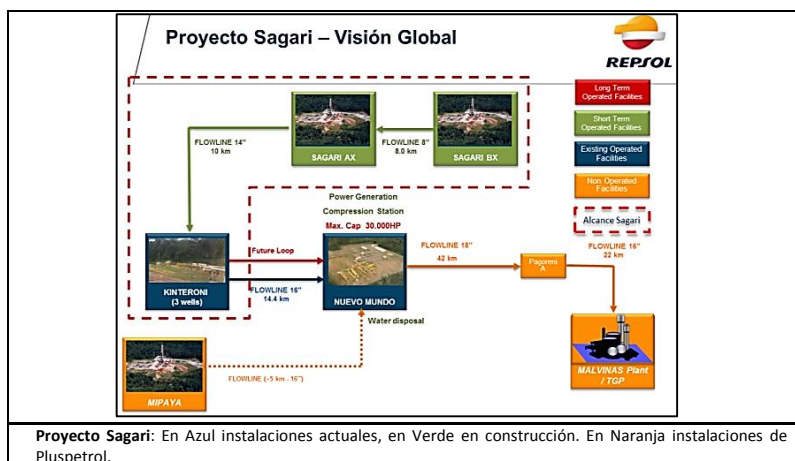 Proyecto Sagari – Visión Global
REPSOL
Long Term
Operated Facilities
Short Term
Operated Facilities
Existing Operated
Facilities
Non Operated
Facilities
Alcance Sagari
FLOWLINE 14"
10 km
SAGARI AX
FLOWLINE 8"
8.0 km
SAGARI BX
Power Generation
Compression Station
Max. Cap 30.000HP
Future Loop
FLOWLINE 18"
42 km
Pagoreni
A
FLOWLINE 16"
22 km
KINTERONI
(3 wells)
FLOWLINE 16"
14.4 km
NUEVO MUNDO
Water disposal
MALVINAS Plant
/ TGP
FLOWLINE (~5 km - 16")
MIPAYA
Proyecto Sagari: En Azul instalaciones actuales, en Verde en construcción. En Naranja instalaciones de
Pluspetrol.